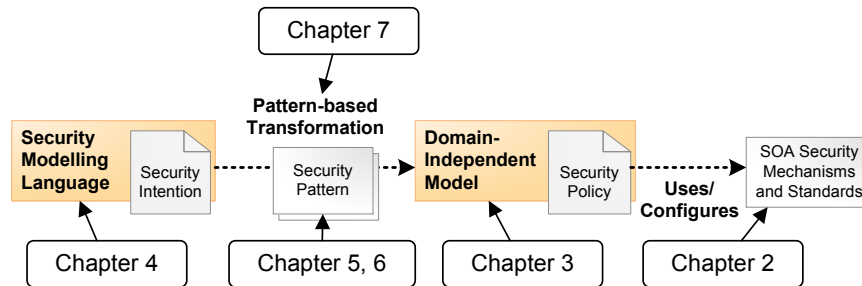 Chapter 7
Pattern-based
Transformation
Security
Modelling
Language
Security
Intention
Security
Pattern
Domain-
Independent
Model
Security
Policy
Uses/
Configures
SOA Security
Mechanisms
and Standards
Chapter 4
Chapter 5, 6
Chapter 3
Chapter 2